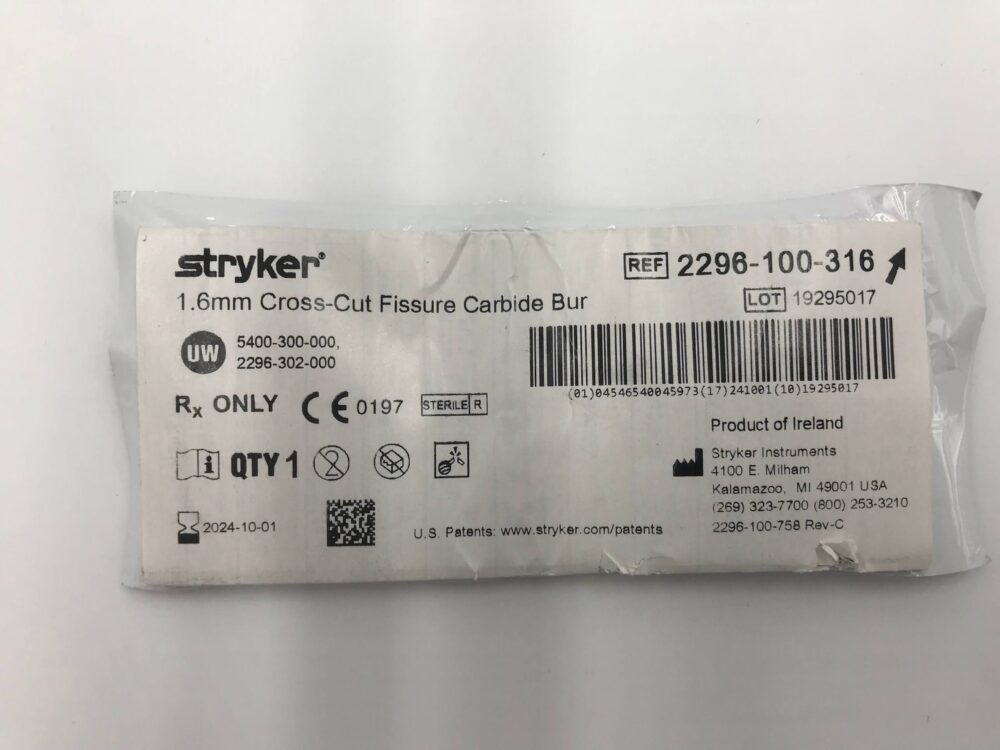 stryker®
1.6mm Cross-Cut Fissure Carbide Bur
UW 5400-300-000,
2296-302-000
Rx ONLY CE 0197 STERILE R
i QTY 1 2
2024-10-01
U.S. Patents: www.stryker.com/patents
REF 2296-100-316
LOT 19295017
(01)04546540045973(17)241001(10)19295017
Product of Ireland
Stryker Instruments
4100 E. Milham
Kalamazoo, MI 49001 USA
(269) 323-7700 (800) 253-3210
2296-100-758 Rev-C